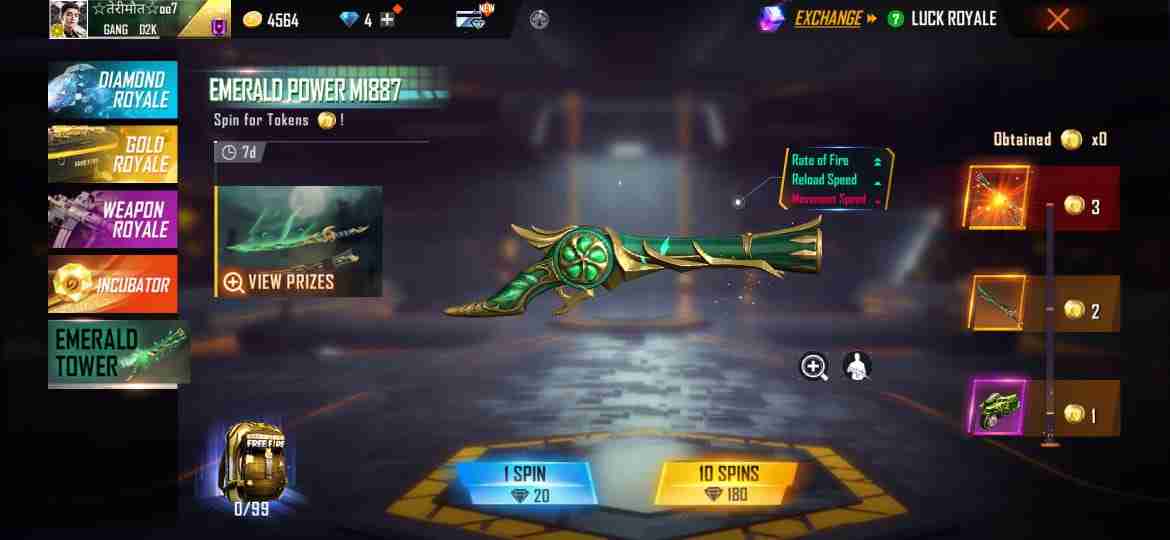 ☆तेरीमौत☆oo7
GANG D2K
4564
4
NEW
EXCHANGE
7 LUCK ROYALE
DIAMOND
ROYALE
GOLD
ROYALE
WEAPON
ROYALE
INCUBATOR
EMERALD
TOWER
EMERALD POWER M1887
Spin for Tokens !
7d
VIEW PRIZES
Rate of Fire
Reload Speed
Movement Speed
Obtained x0
3
2
1
FREE FIRE
0/99
1 SPIN
20
10 SPINS
180